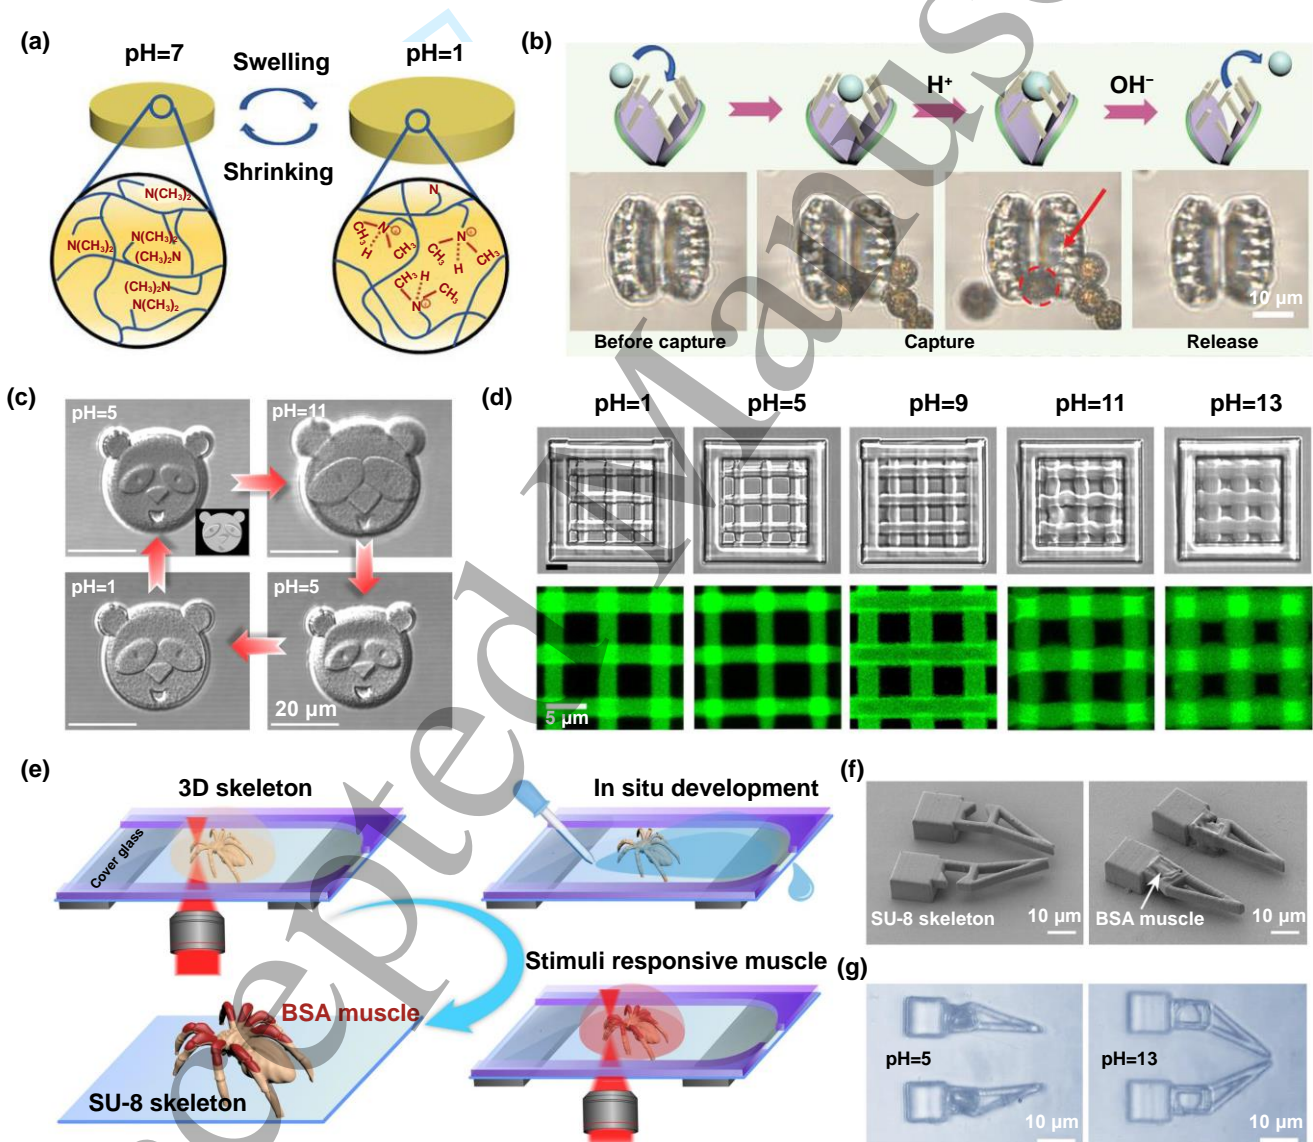 (a)
pH=7
pH=1
Swelling
Shrinking
N(CH₃)₂
N(CH₃)₂
N(CH₃)₂
(CH₃)₂N
(CH₃)₂N
N(CH₃)₂
N
CH₃
N
+
H
CH₃
CH₃
N
+
H
CH₃
CH₃
H
N
+
CH₃
(b)
H⁺
OH⁻
10 μm
Before capture
Capture
Release
(c)
pH=5
pH=11
pH=1
pH=5
20 μm
(d)
pH=1
pH=5
pH=9
pH=11
pH=13
5 μm
(e)
3D skeleton
Cover glass
In situ development
Stimuli responsive muscle
BSA muscle
SU-8 skeleton
(f)
SU-8 skeleton
10 μm
BSA muscle
10 μm
(g)
pH=5
10 μm
pH=13
10 μm
Accepted Manus